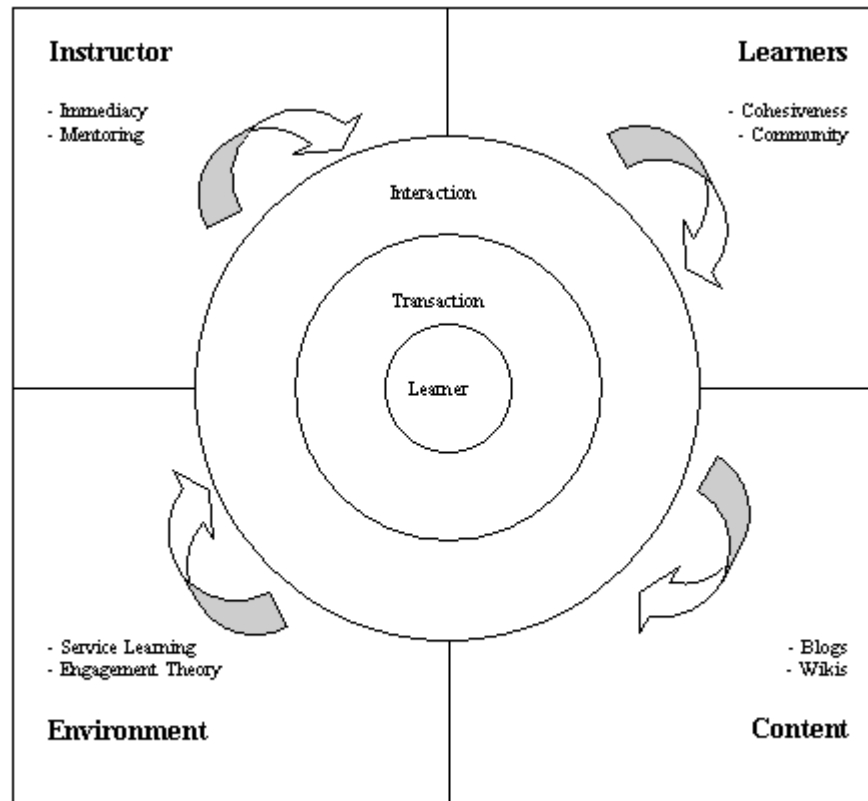 Instructor
- Immediacy
- Mentoring
Learners
- Cohesiveness
- Community
Interaction
Transaction
Learner
- Service Learning
- Engagement Theory
Environment
- Blogs
- Wikis
Content